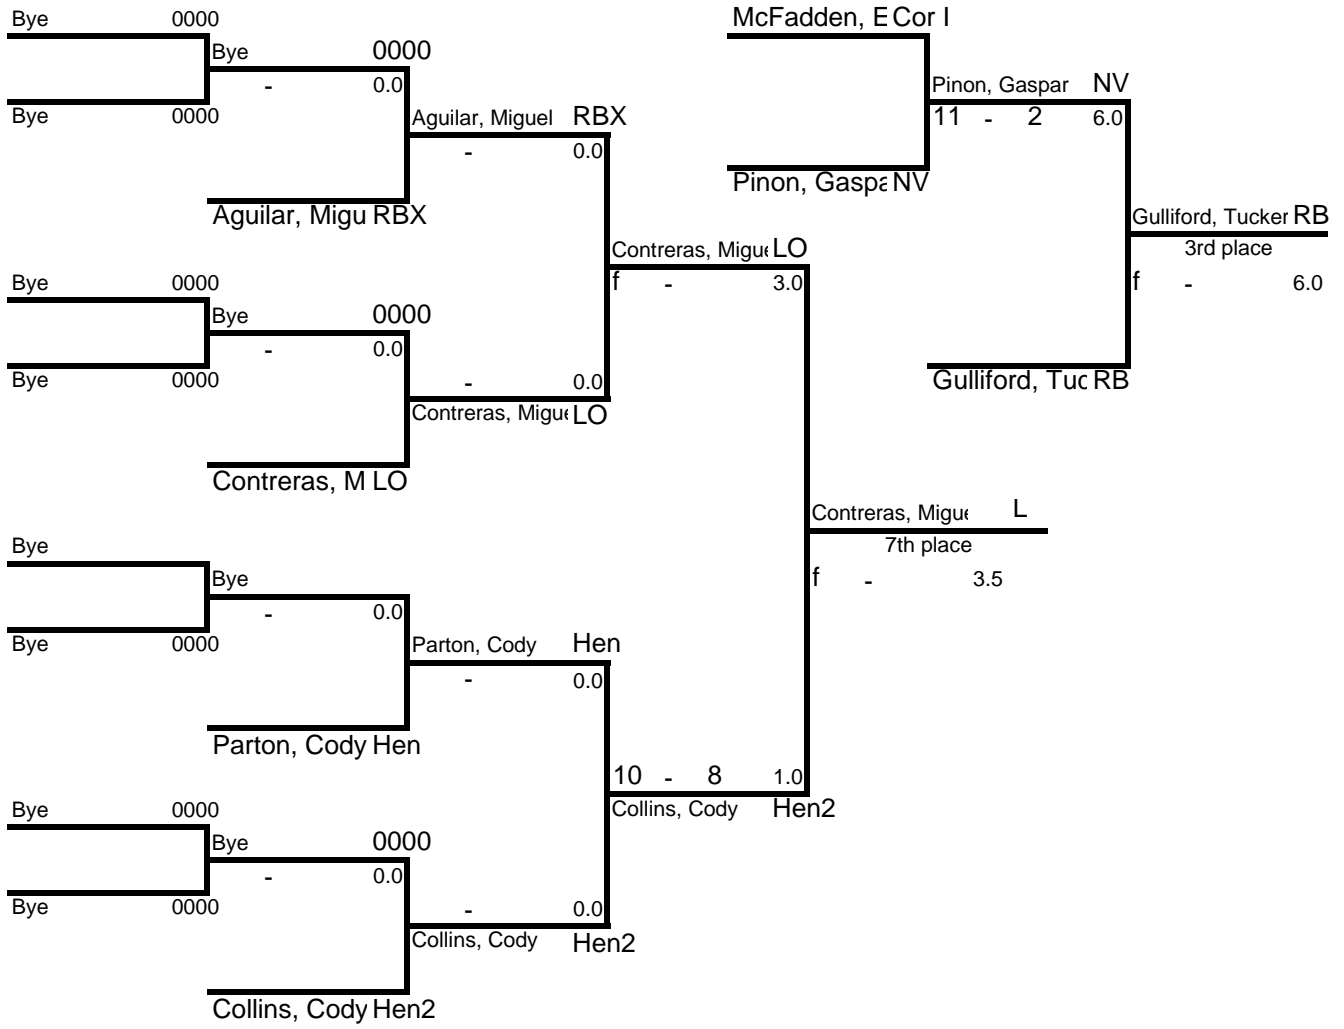 Bye 0000
McFadden, E Cor I
Bye 0000
- 0.0
Pinon, Gaspar NV
11 - 2 6.0
Bye 0000
Aguilar, Miguel RBX
- 0.0
Pinon, Gaspa NV
Aguilar, Migu RBX
Gulliford, Tucker RB
3rd place
Contreras, Migue LO
f - 3.0
f - 6.0
Bye 0000
Bye 0000
- 0.0
Bye 0000
- 0.0
Gulliford, Tuc RB
Contreras, Migue LO
Contreras, M LO
Contreras, Migue L
7th place
f - 3.5
Bye
Bye
- 0.0
Bye 0000
Parton, Cody Hen
- 0.0
Parton, Cody Hen
10 - 8 1.0
Collins, Cody Hen2
Bye 0000
Bye 0000
- 0.0
Bye 0000
- 0.0
Collins, Cody Hen2
Collins, Cody Hen2